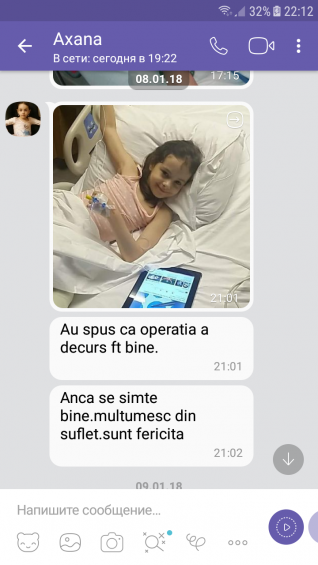 32% 22:12
Axana
В сети: сегодня в 19:22
08.01.18
17:15
21:01
Au spus ca operatia a
decurs ft bine.
21:01
Anca se simte
bine.multumesc din
suflet.sunt fericita
21:02
09.01.18
Напишите сообщение...